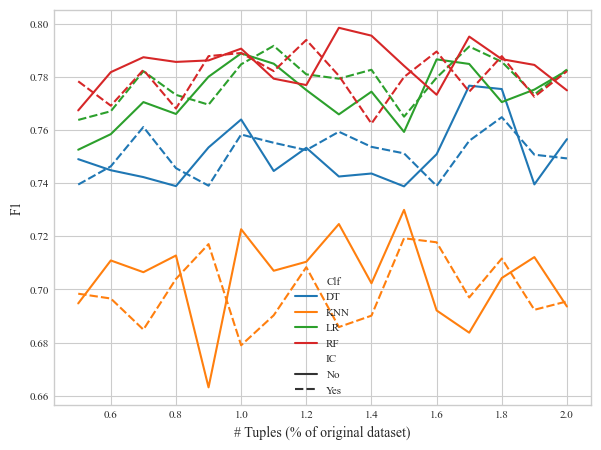 0.80
0.78
0.76
0.74
0.72
0.70
0.68
0.66
F1
Clf
DT
KNN
LR
RF
IC
No
Yes
0.6 0.8 1.0 1.2 1.4 1.6 1.8 2.0
# Tuples (% of original dataset)